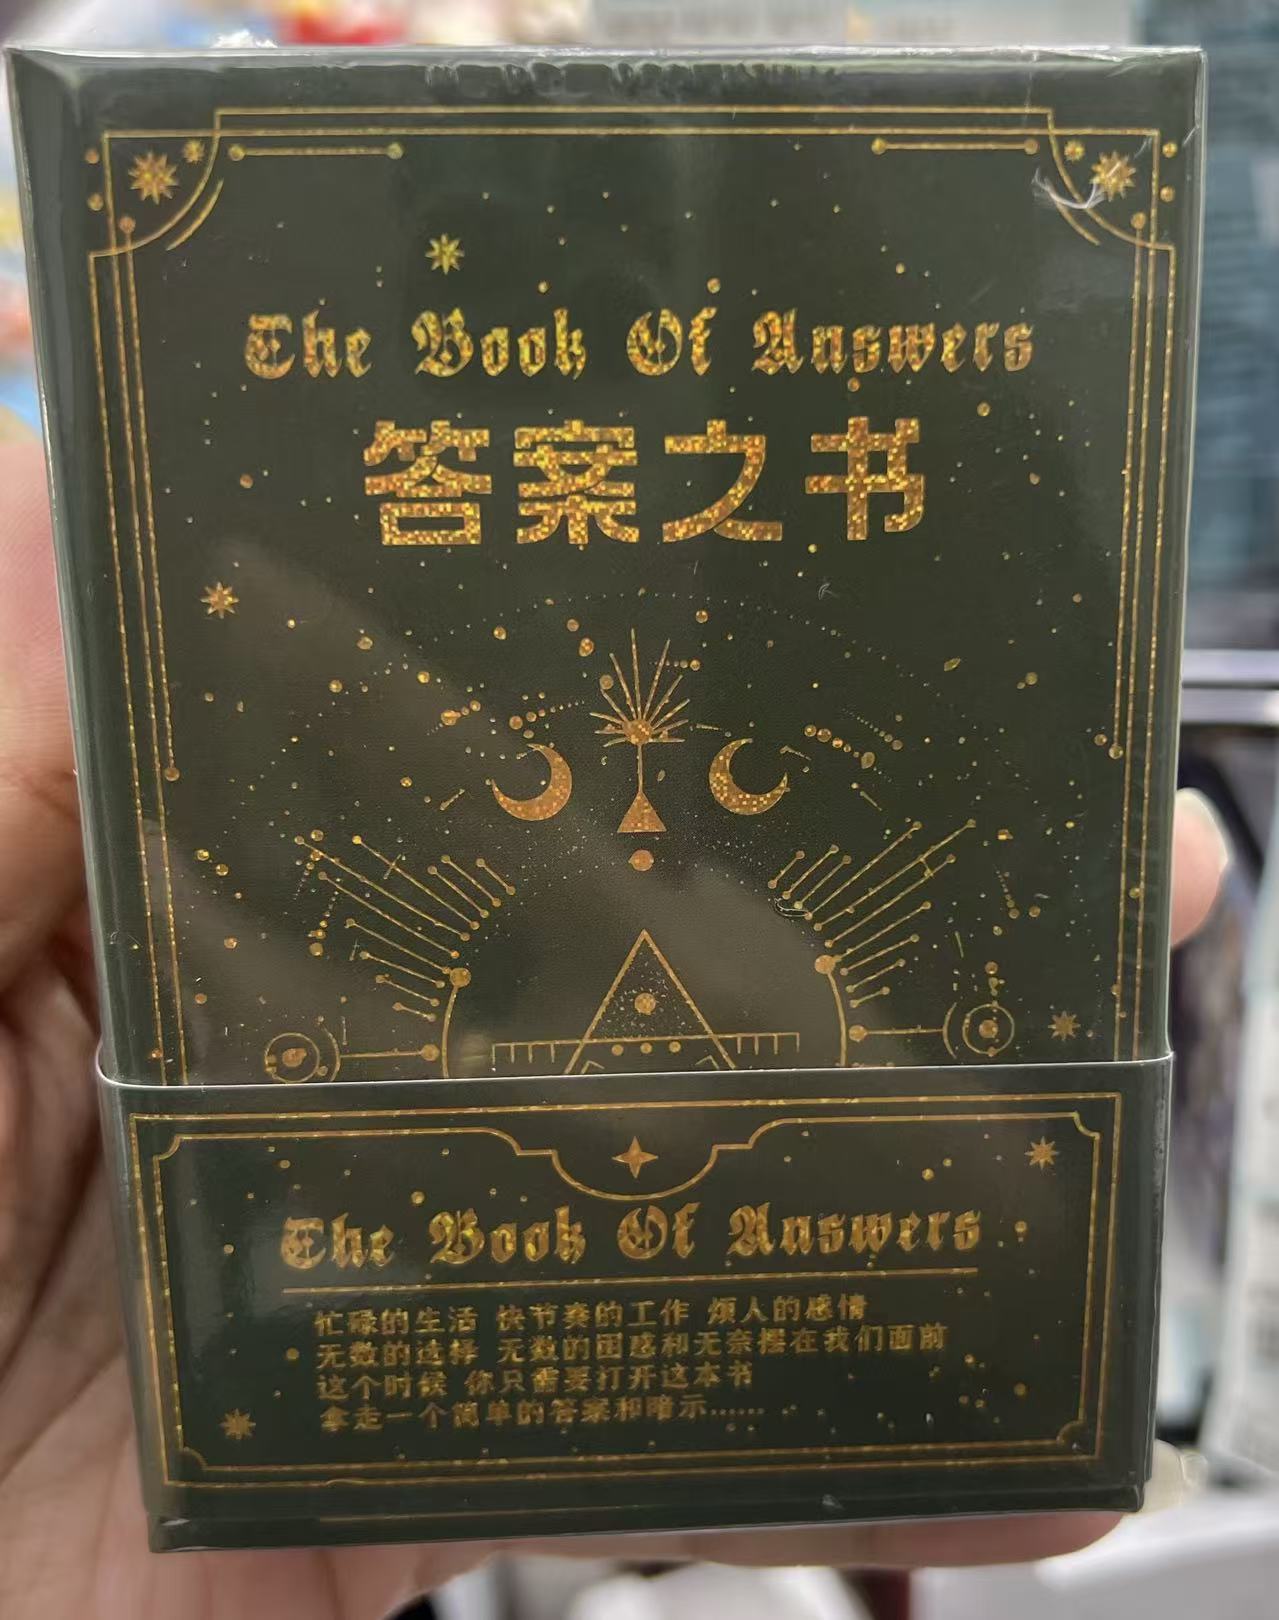 The Book Of Answers
答案之书
The Book Of Answers
忙碌的生活 快节奏的工作 烦人的感情
无数的选择 无数的困惑和无奈摆在我们面前
这个时候 你只需要打开这本书
拿走一个简单的答案和暗示……